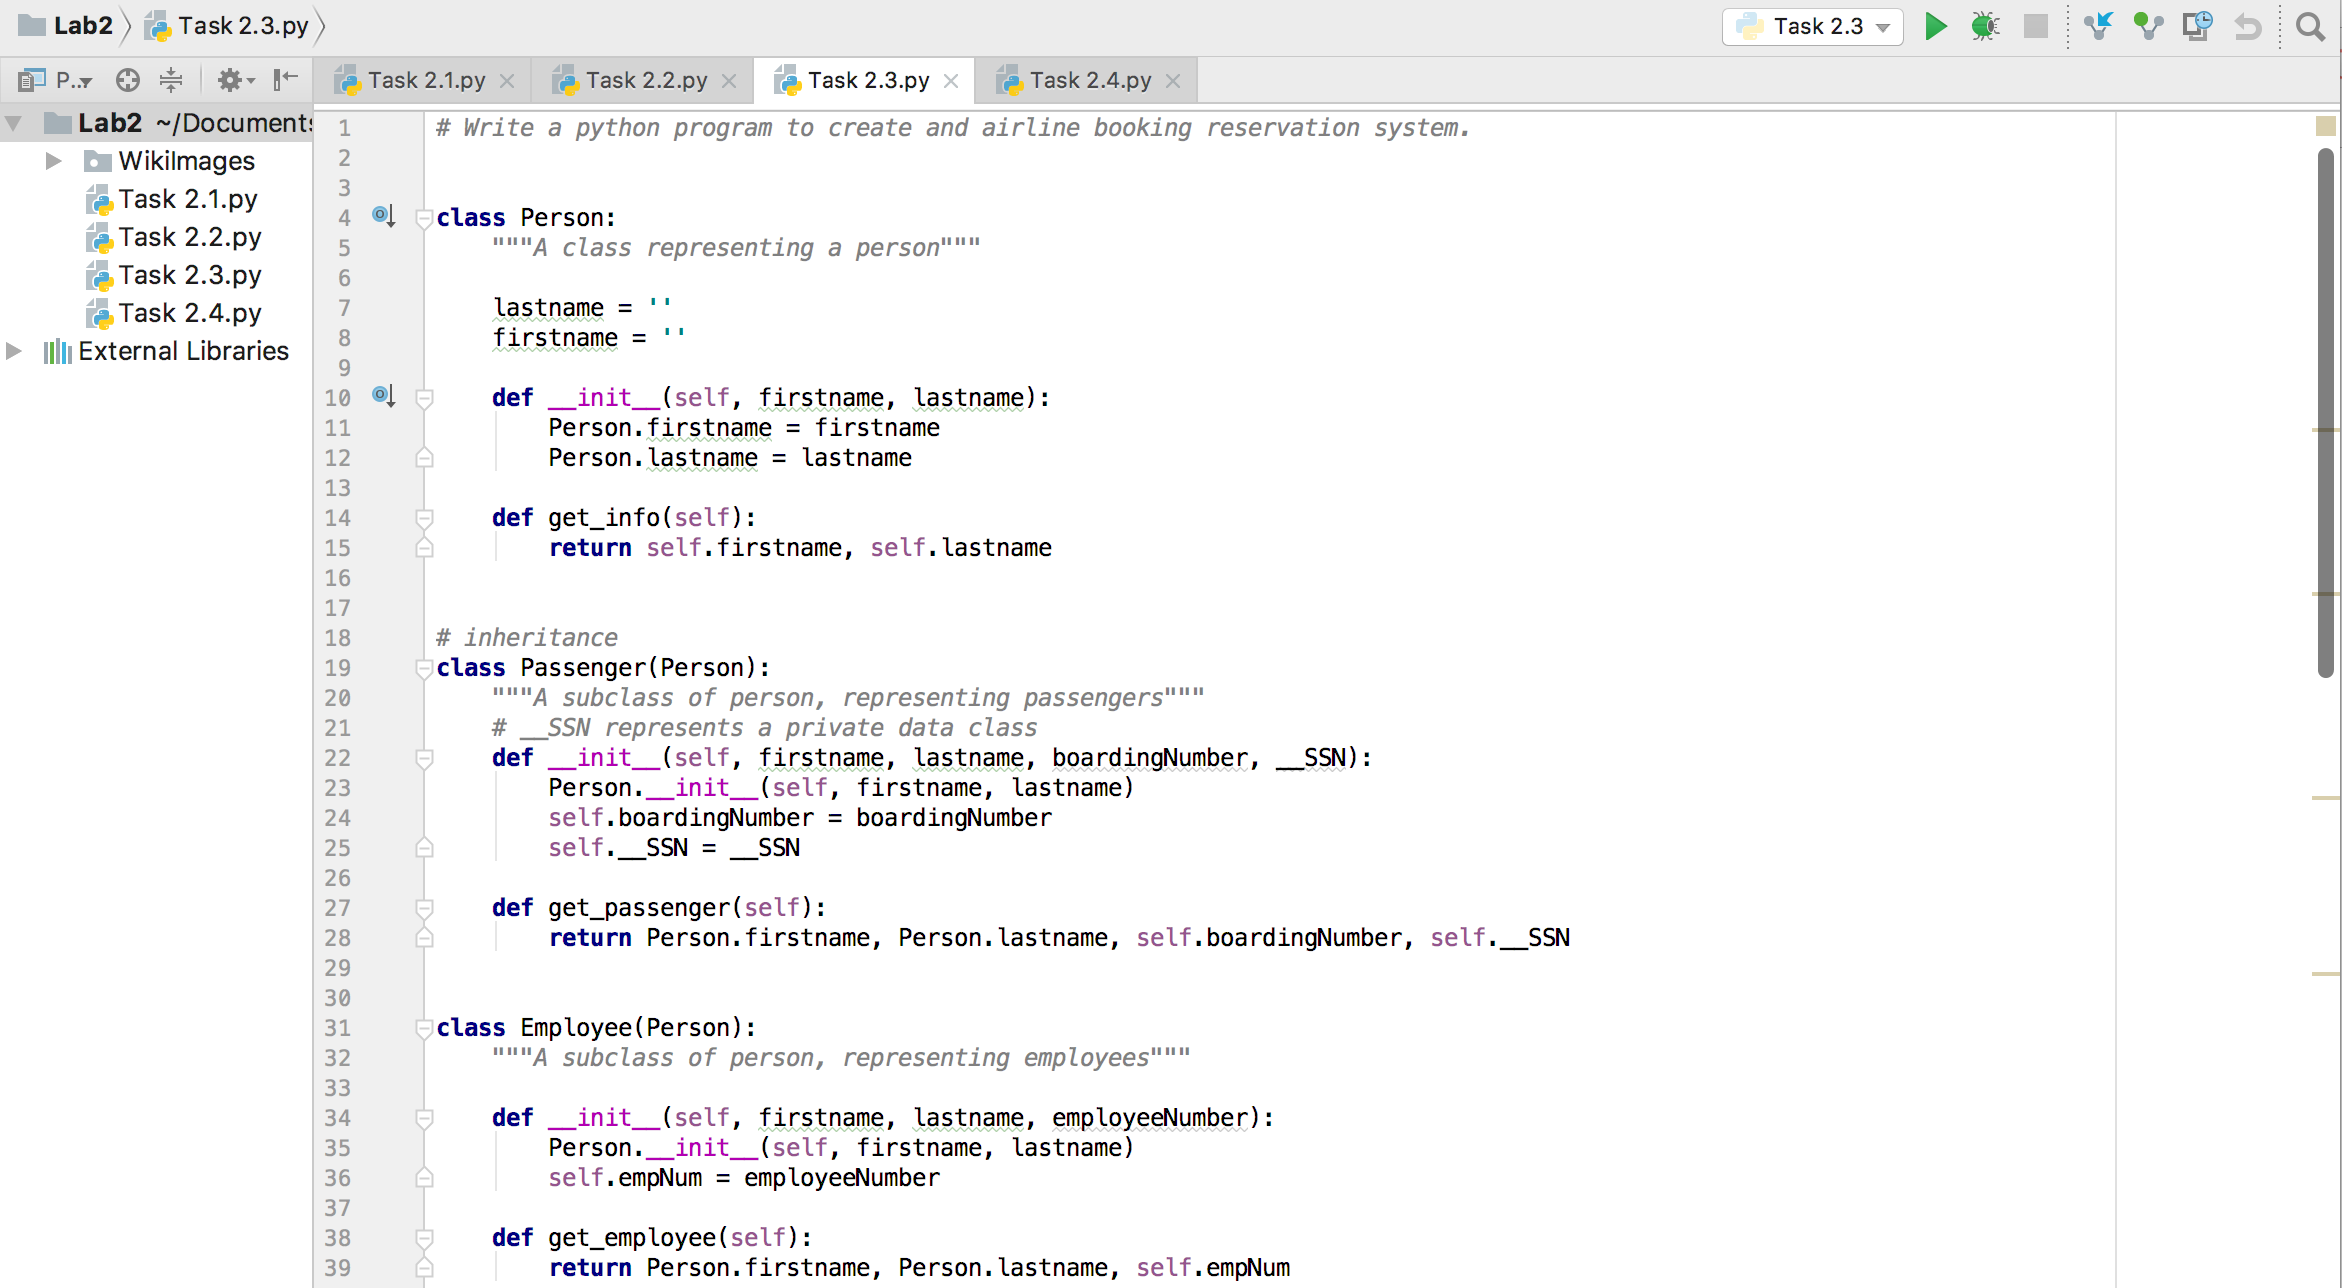 Lab2 Task 2.3.py Task 2.3
P... Task 2.1.py Task 2.2.py Task 2.3.py Task 2.4.py
Lab2 ~/Documents
WikiImages
Task 2.1.py
Task 2.2.py
Task 2.3.py
Task 2.4.py
External Libraries
1 # Write a python program to create and airline booking reservation system.
2
3
4 class Person:
5     """A class representing a person"""
6
7     lastname = ''
8     firstname = ''
9
10     def __init__(self, firstname, lastname):
11         Person.firstname = firstname
12         Person.lastname = lastname
13
14     def get_info(self):
15         return self.firstname, self.lastname
16
17
18 # inheritance
19 class Passenger(Person):
20     """A subclass of person, representing passengers"""
21     # __SSN represents a private data class
22     def __init__(self, firstname, lastname, boardingNumber, __SSN):
23         Person.__init__(self, firstname, lastname)
24         self.boardingNumber = boardingNumber
25         self.__SSN = __SSN
26
27     def get_passenger(self):
28         return Person.firstname, Person.lastname, self.boardingNumber, self.__SSN
29
30
31 class Employee(Person):
32     """A subclass of person, representing employees"""
33
34     def __init__(self, firstname, lastname, employeeNumber):
35         Person.__init__(self, firstname, lastname)
36         self.empNum = employeeNumber
37
38     def get_employee(self):
39         return Person.firstname, Person.lastname, self.empNum